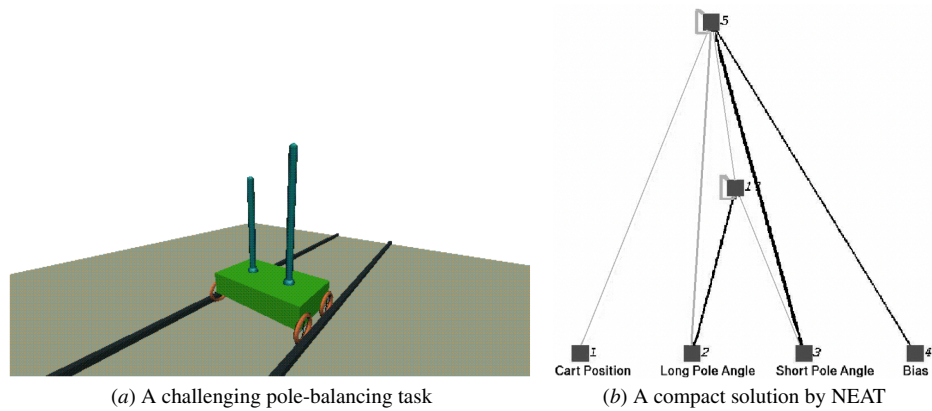 5
1
1
2
3
4
Cart Position
Long Pole Angle
Short Pole Angle
Bias
(a) A challenging pole-balancing task
(b) A compact solution by NEAT